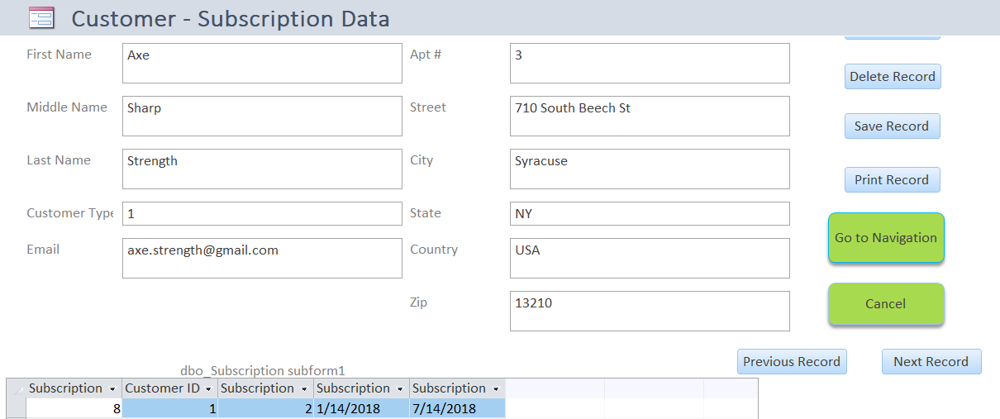 Customer - Subscription Data
First Name Axe Apt # 3
Delete Record
Middle Name Sharp Street 710 South Beech St
Save Record
Last Name Strength City Syracuse
Print Record
Customer Type 1 State NY
Go to Navigation
Email axe.strength@gmail.com Country USA
Zip 13210
Cancel
Previous Record Next Record
dbo_Subscription subform1
Subscription Customer ID Subscription Subscription Subscription
8 1 2 1/14/2018 7/14/2018